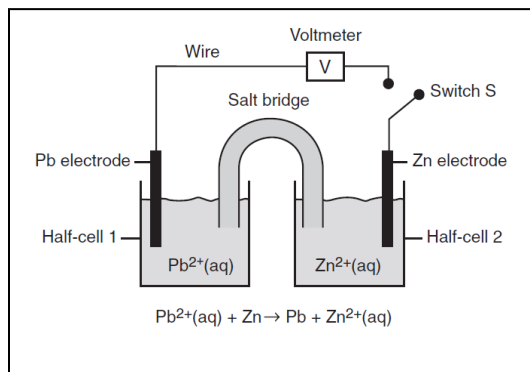 Voltmeter
Wire
V
Switch S
Salt bridge
Pb electrode
Zn electrode
Half-cell 1
Half-cell 2
Pb²⁺(aq)
Zn²⁺(aq)
Pb²⁺(aq) + Zn → Pb + Zn²⁺(aq)